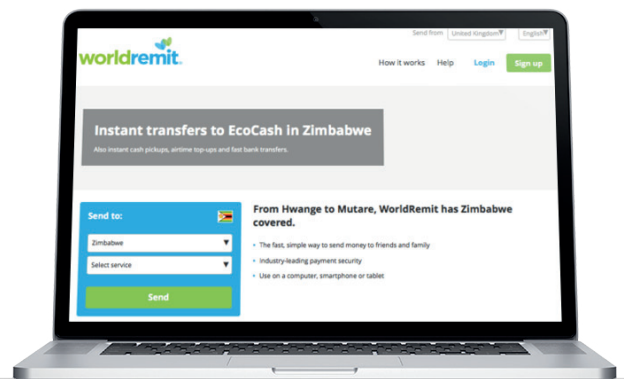 Send from United Kingdom English
worldremit
How it works Help Login Sign up
Instant transfers to EcoCash in Zimbabwe
Also instant cash pickups, airtime top-ups and fast bank transfers.
Send to:
Zimbabwe
Select service
Send
From Hwange to Mutare, WorldRemit has Zimbabwe
covered.
• The fast, simple way to send money to friends and family
• Industry-leading payment security
• Use on a computer, smartphone or tablet